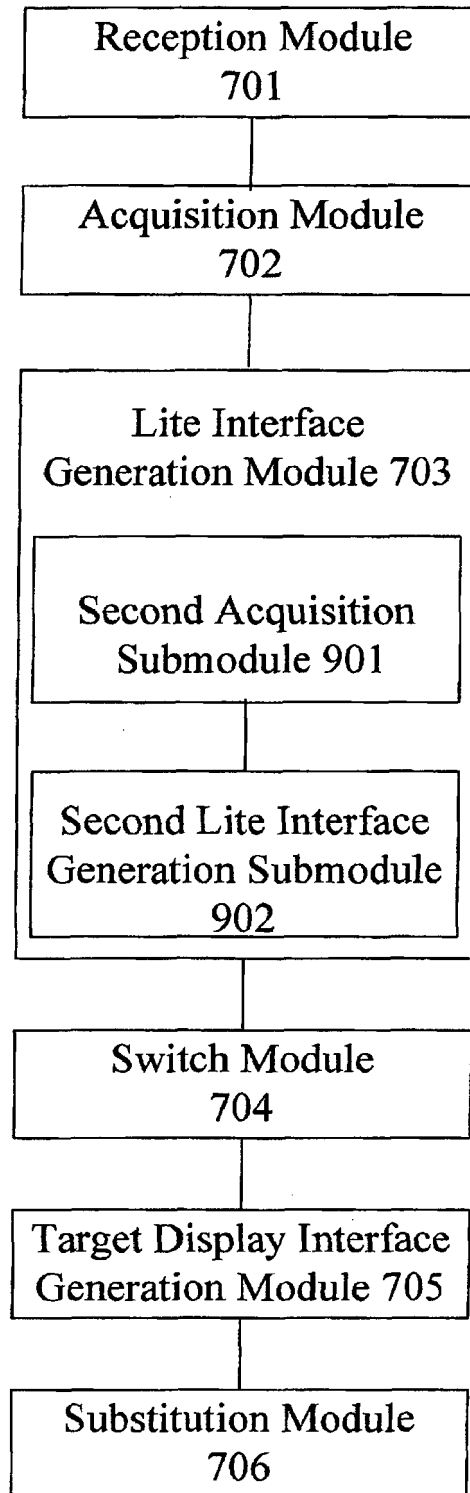 Reception Module
701
Acquisition Module
702
Lite Interface
Generation Module 703
Second Acquisition
Submodule 901
Second Lite Interface
Generation Submodule
902
Switch Module
704
Target Display Interface
Generation Module 705
Substitution Module
706